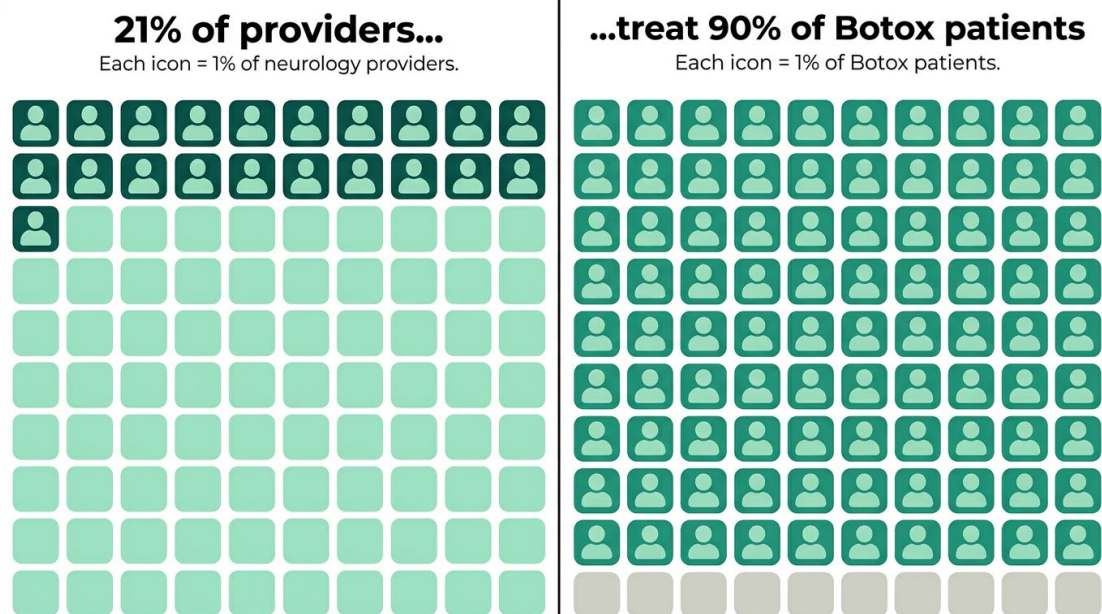 21% of providers...
Each icon = 1% of neurology providers.
...treat 90% of Botox patients
Each icon = 1% of Botox patients.